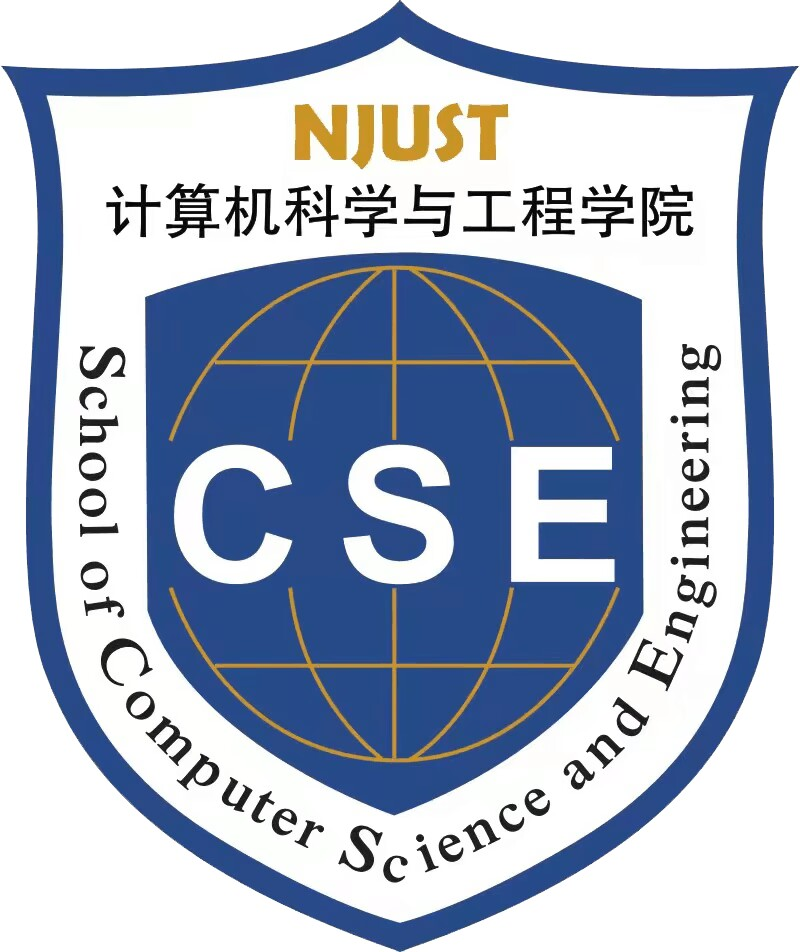 NJUST
计算机科学与工程学院
CSE
School of Computer Science and Engineering